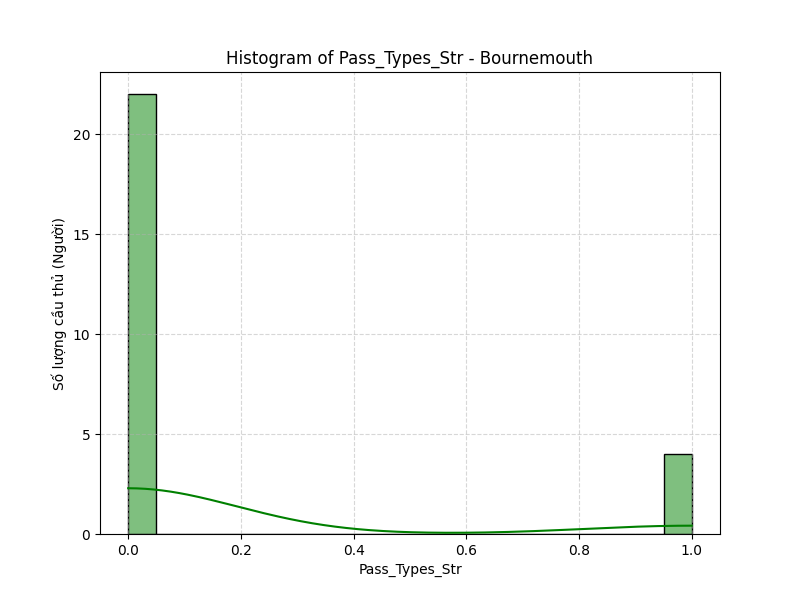 Histogram of Pass_Types_Str - Bournemouth
Số lượng cầu thủ (Người)
20
15
10
5
0
0.0 0.2 0.4 0.6 0.8 1.0
Pass_Types_Str